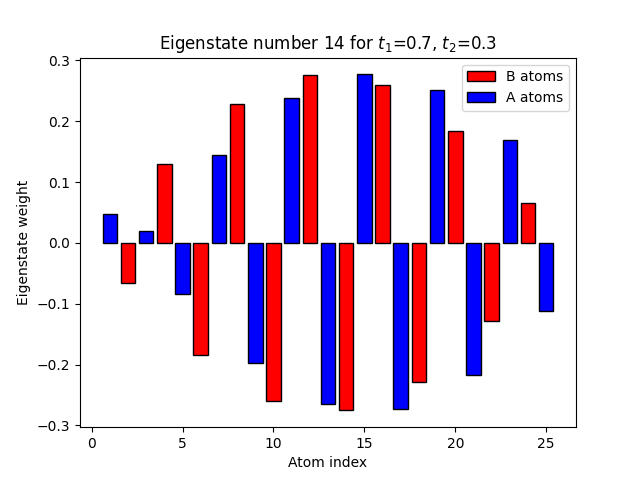 Eigenstate number 14 for t₁=0.7, t₂=0.3
B atoms
A atoms
0.3
0.2
0.1
0.0
−0.1
−0.2
−0.3
Eigenstate weight
0 5 10 15 20 25
Atom index